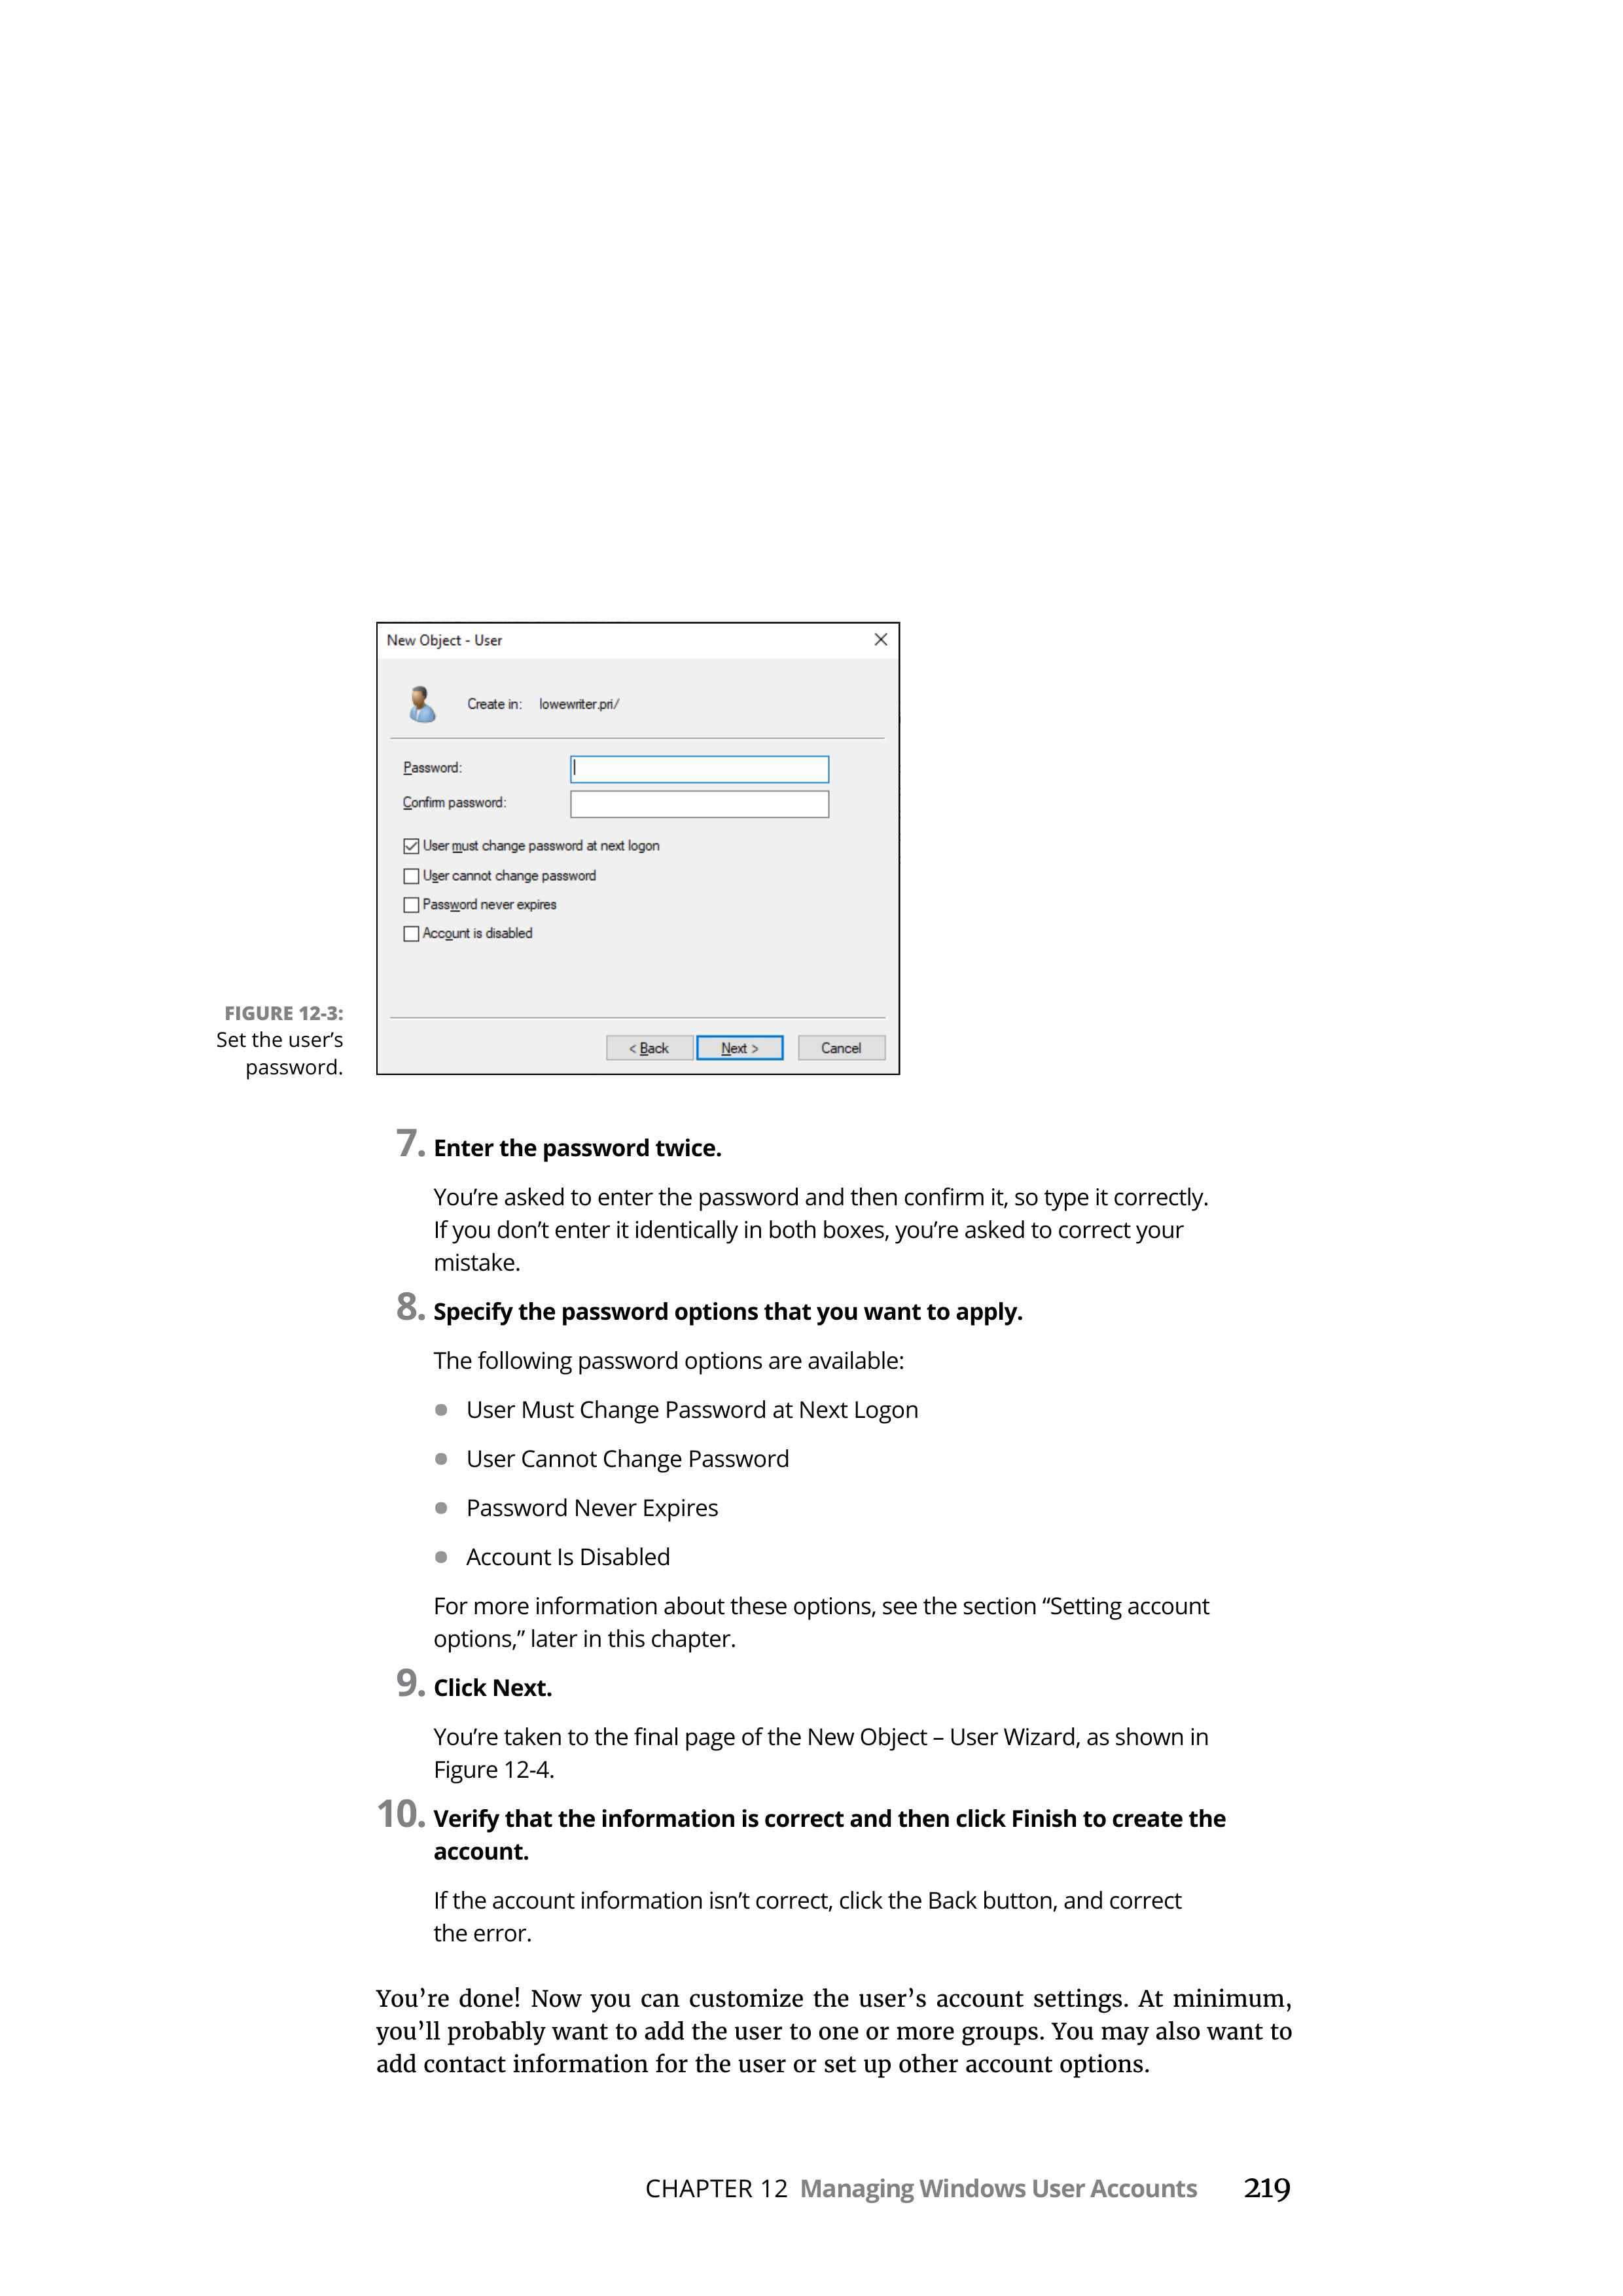 New Object - User
Create in: lowewriter.pri/
Password:
Confirm password:
User must change password at next logon
User cannot change password
Password never expires
Account is disabled
< Back Next > Cancel
FIGURE 12-3:
Set the user’s
password.
7. Enter the password twice.
You’re asked to enter the password and then confirm it, so type it correctly.
If you don’t enter it identically in both boxes, you’re asked to correct your
mistake.
8. Specify the password options that you want to apply.
The following password options are available:
• User Must Change Password at Next Logon
• User Cannot Change Password
• Password Never Expires
• Account Is Disabled
For more information about these options, see the section “Setting account
options,” later in this chapter.
9. Click Next.
You’re taken to the final page of the New Object – User Wizard, as shown in
Figure 12-4.
10. Verify that the information is correct and then click Finish to create the
account.
If the account information isn’t correct, click the Back button, and correct
the error.
You’re done! Now you can customize the user’s account settings. At minimum,
you’ll probably want to add the user to one or more groups. You may also want to
add contact information for the user or set up other account options.
CHAPTER 12 Managing Windows User Accounts 219